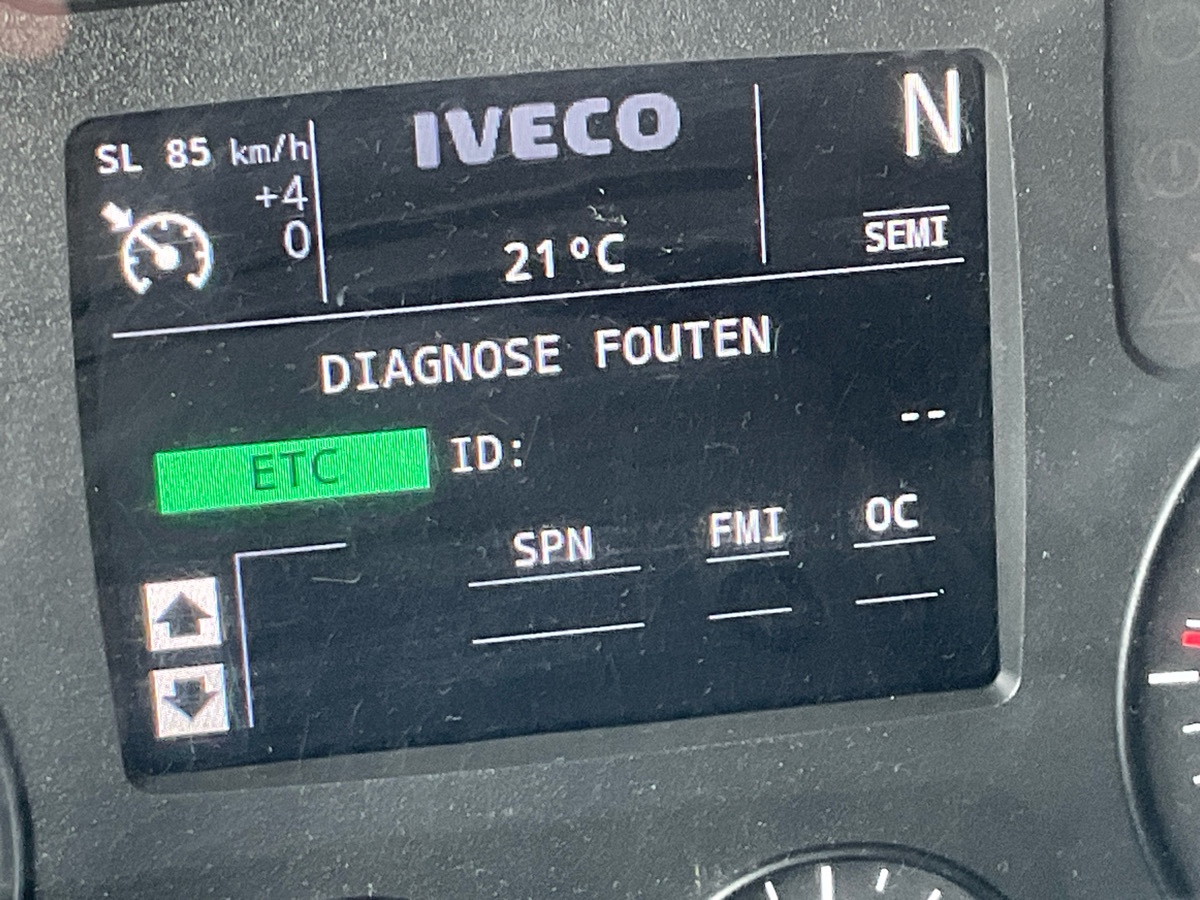 SL 85 km/h
IVECO
N
+4
0
21°C
SEMI
DIAGNOSE FOUTEN
ETC ID: --
SPN FMI OC